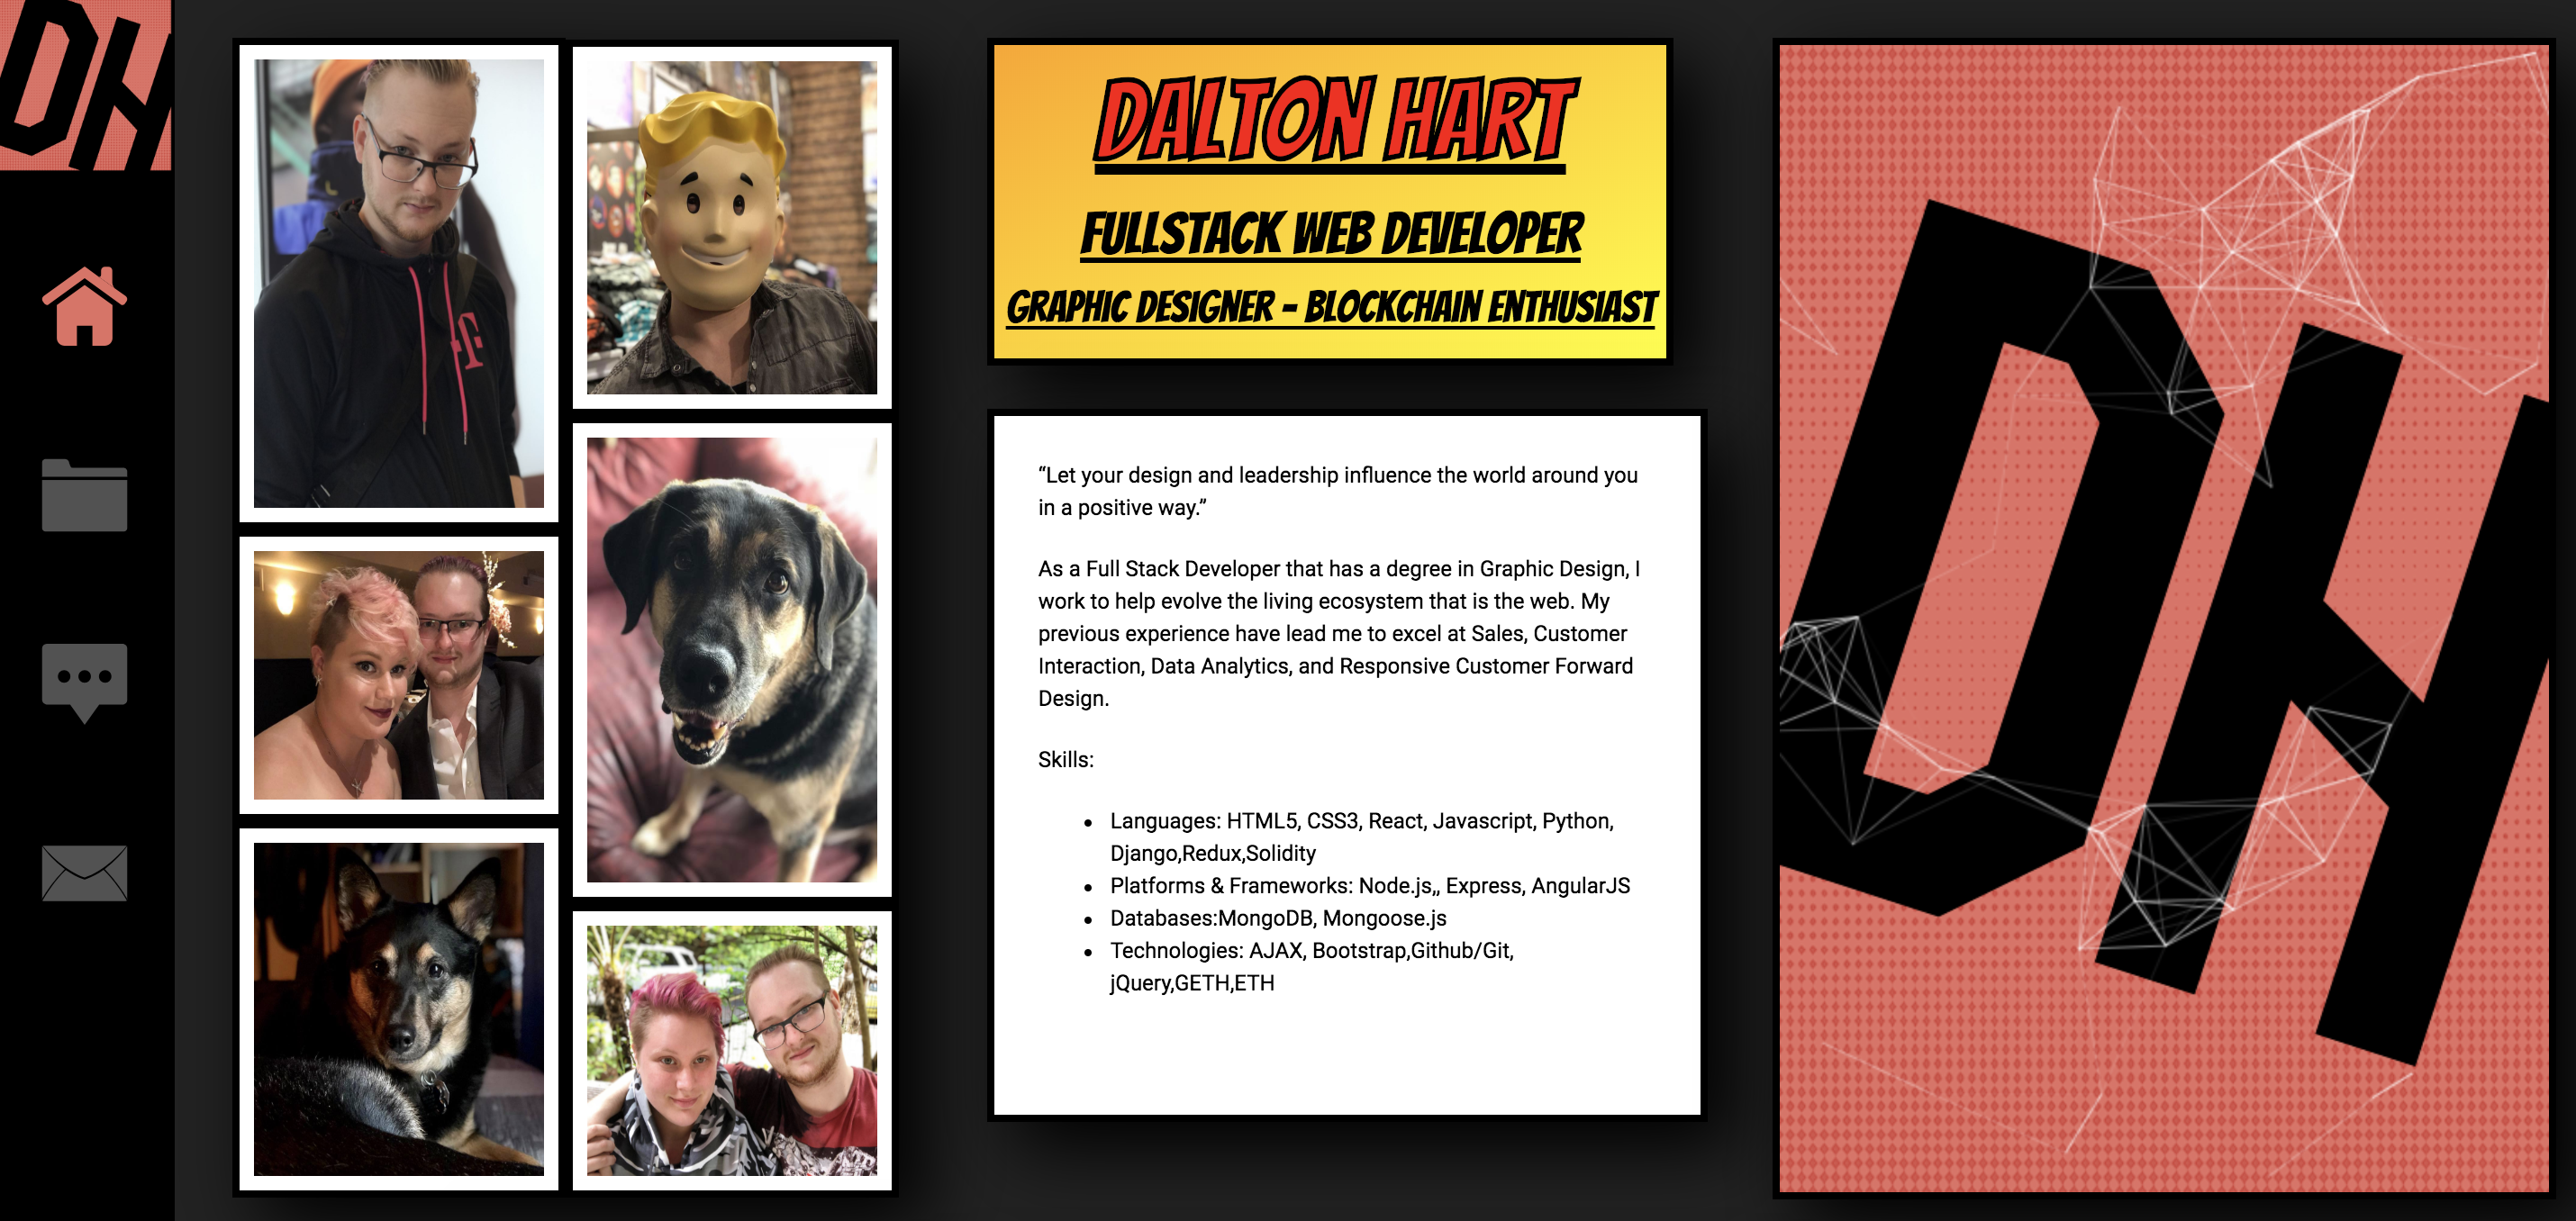 DH
DALTON HART
FULLSTACK WEB DEVELOPER
GRAPHIC DESIGNER - BLOCKCHAIN ENTHUSIAST
“Let your design and leadership influence the world around you
in a positive way.”
As a Full Stack Developer that has a degree in Graphic Design, I
work to help evolve the living ecosystem that is the web. My
previous experience have lead me to excel at Sales, Customer
Interaction, Data Analytics, and Responsive Customer Forward
Design.
Skills:
Languages: HTML5, CSS3, React, Javascript, Python,
Django,Redux,Solidity
Platforms & Frameworks: Node.js,, Express, AngularJS
Databases:MongoDB, Mongoose.js
Technologies: AJAX, Bootstrap,Github/Git,
jQuery,GETH,ETH
DH
T